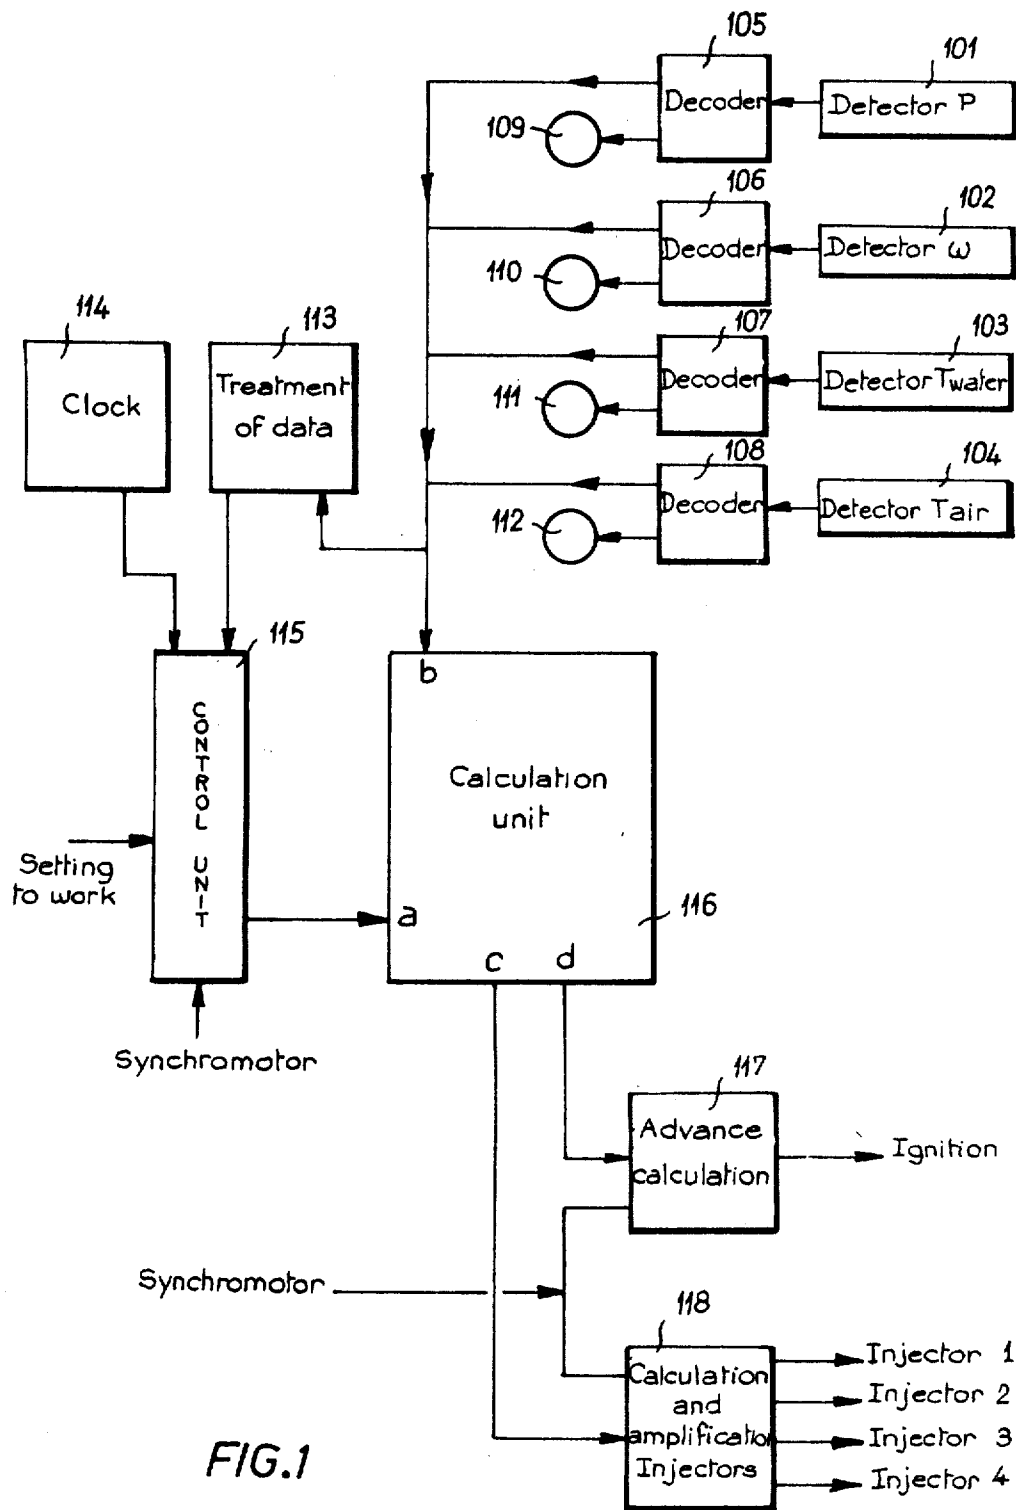 105
101
Decoder
Detector P
109
106
102
Decoder
Detector ω
110
114
113
107
103
Clock
Treatment
of data
Decoder
Detector Twater
111
108
104
Decoder
Detector Tair
112
115
b
CONTROL UNIT
Calculation
unit
Setting
to work
a
116
c
d
Synchromotor
117
Advance
calculation
Ignition
Synchromotor
118
Calculation
and
amplification
Injectors
Injector 1
Injector 2
Injector 3
Injector 4
FIG.1